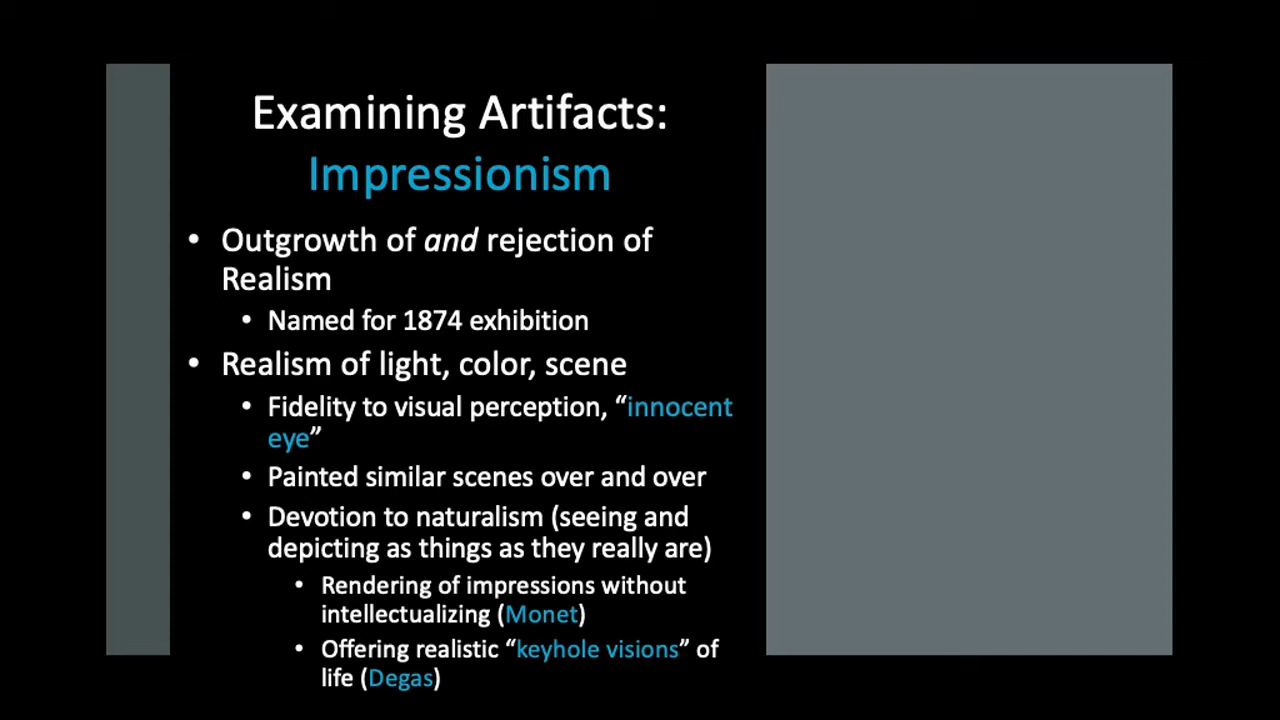 Examining Artifacts:
Impressionism
• Outgrowth of and rejection of
Realism
• Named for 1874 exhibition
• Realism of light, color, scene
• Fidelity to visual perception, “innocent
eye”
• Painted similar scenes over and over
• Devotion to naturalism (seeing and
depicting as things as they really are)
• Rendering of impressions without
intellectualizing (Monet)
• Offering realistic “keyhole visions” of
life (Degas)